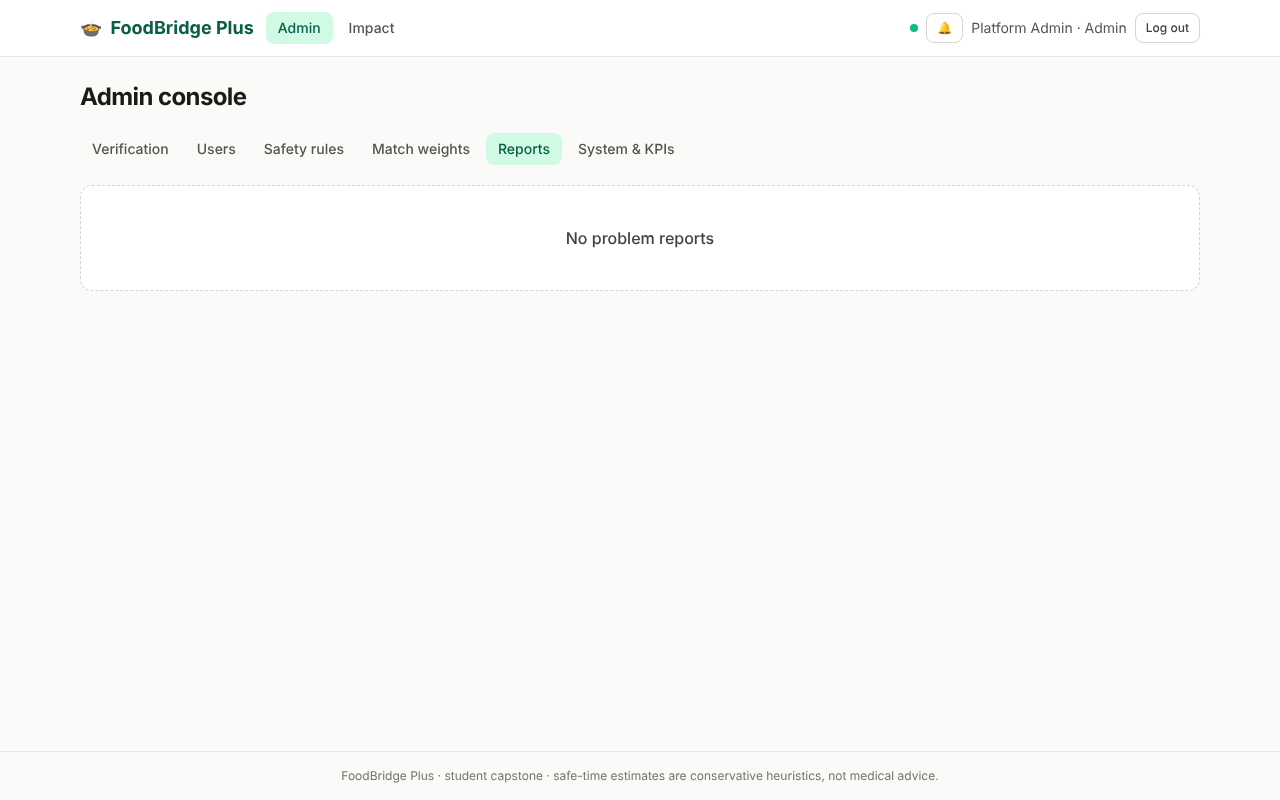 FoodBridge Plus Admin Impact Platform Admin · Admin Log out
Admin console
Verification Users Safety rules Match weights Reports System & KPIs
No problem reports
FoodBridge Plus · student capstone · safe-time estimates are conservative heuristics, not medical advice.